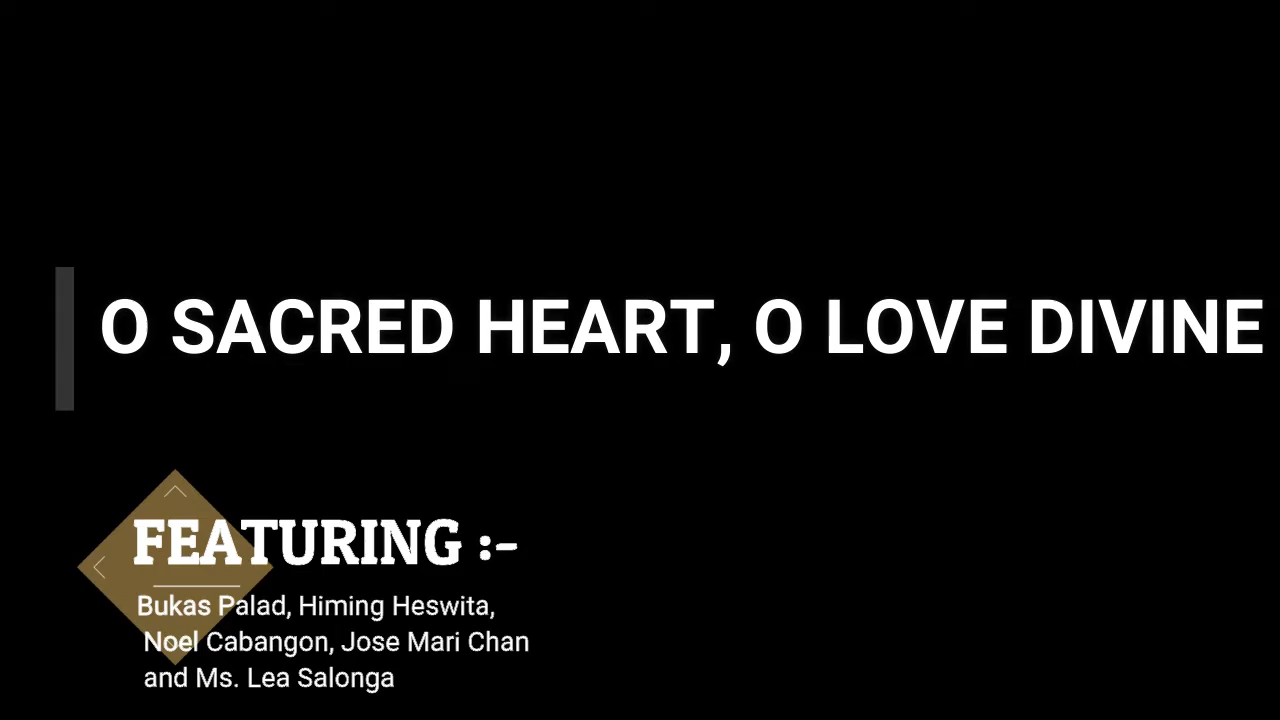 O SACRED HEART, O LOVE DIVINE
FEATURING :-
Bukas Palad, Himing Heswita,
Noel Cabangon, Jose Mari Chan
and Ms. Lea Salonga